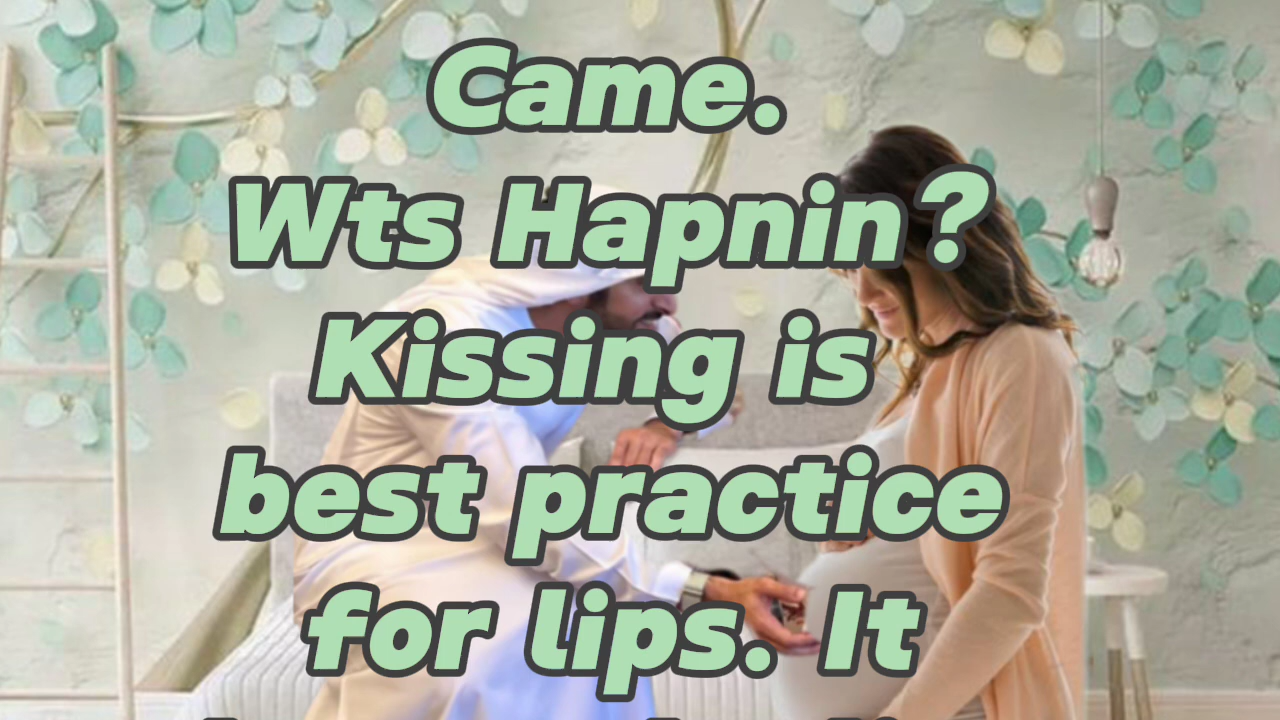 Came.
Wts Hapnin?
Kissing is
best practice
for lips. It